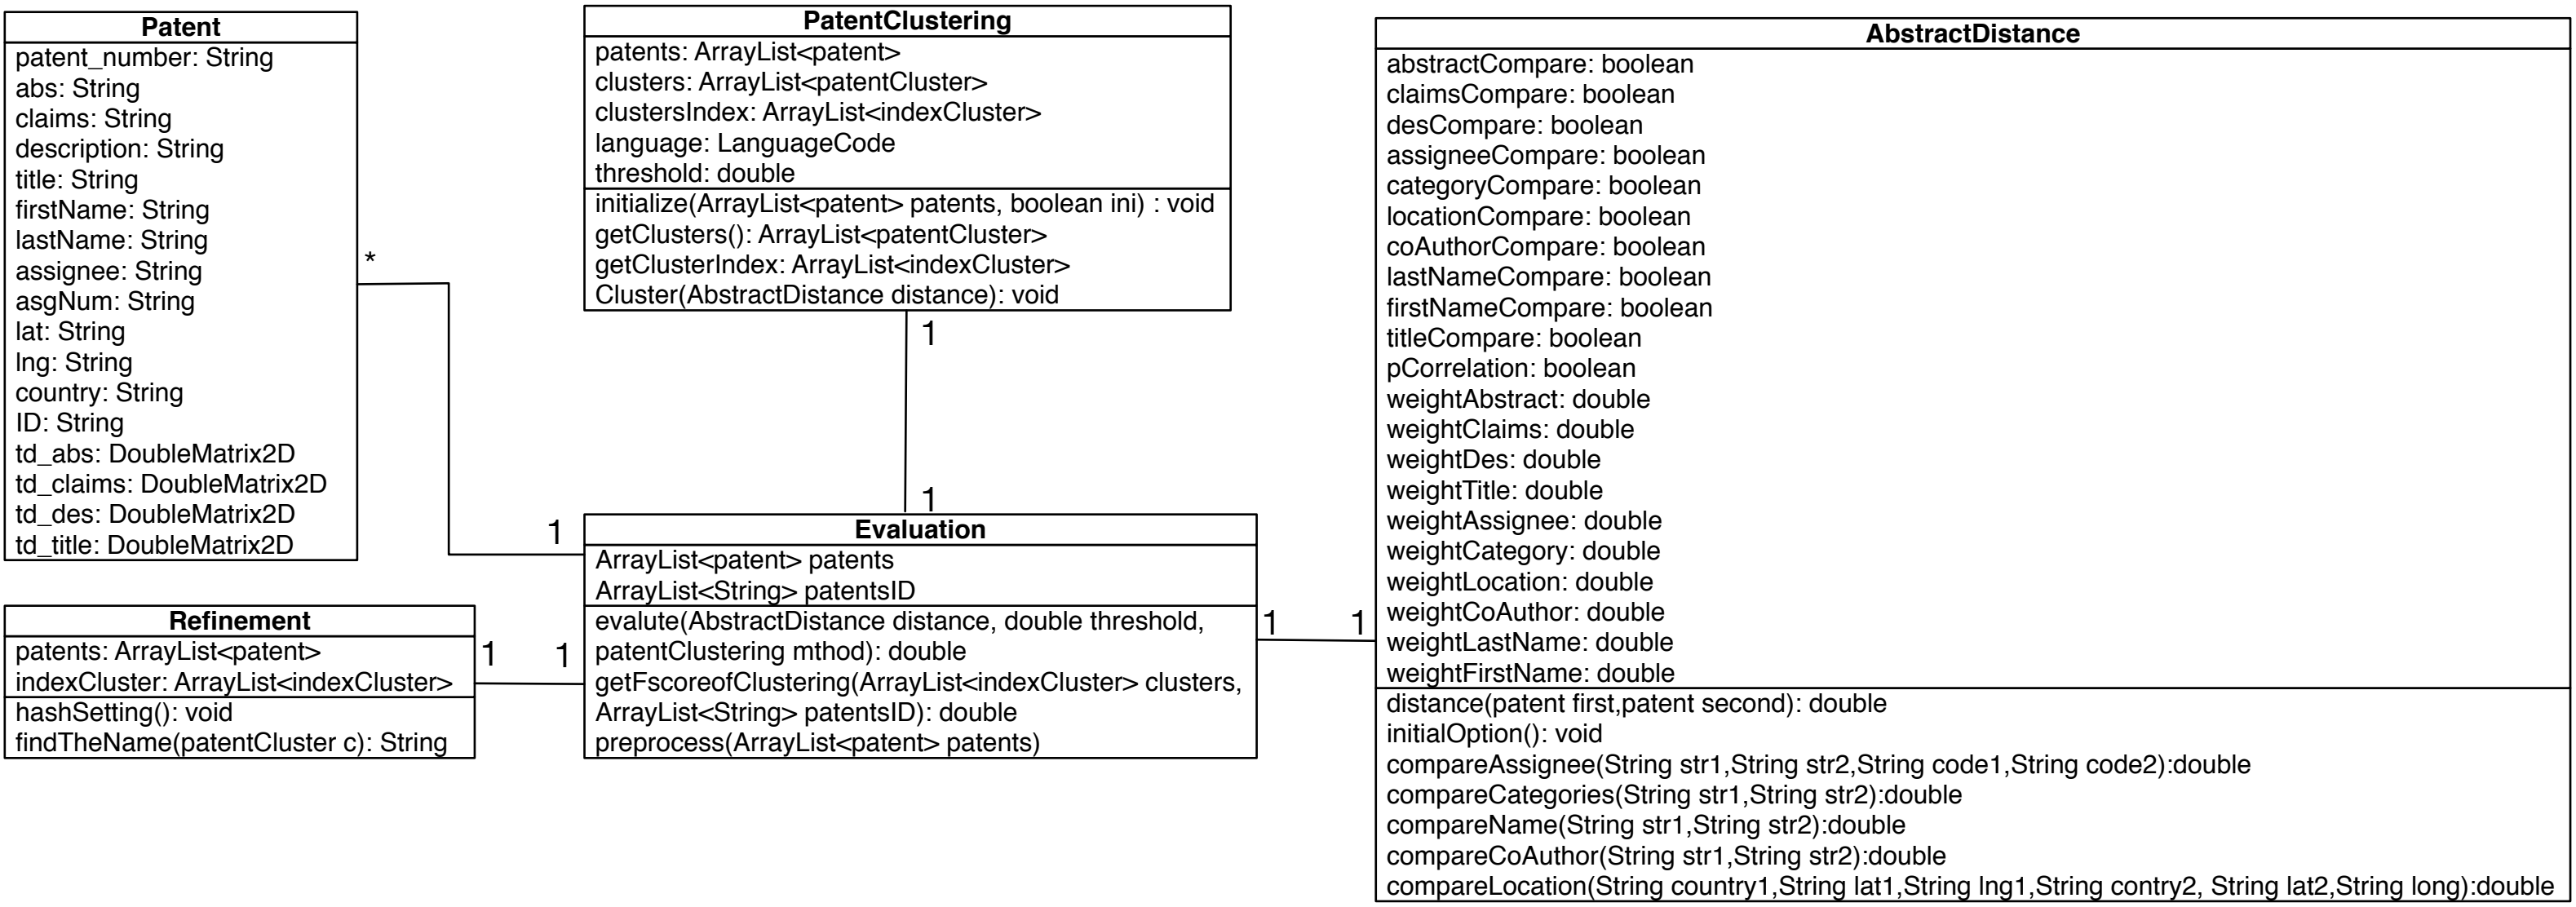 Patent
patent_number: String
abs: String
claims: String
description: String
title: String
firstName: String
lastName: String
assignee: String
asgNum: String
lat: String
lng: String
country: String
ID: String
td_abs: DoubleMatrix2D
td_claims: DoubleMatrix2D
td_des: DoubleMatrix2D
td_title: DoubleMatrix2D
*
1
PatentClustering
patents: ArrayList<patent>
clusters: ArrayList<patentCluster>
clustersIndex: ArrayList<indexCluster>
language: LanguageCode
threshold: double
initialize(ArrayList<patent> patents, boolean ini) : void
getClusters(): ArrayList<patentCluster>
getClusterIndex: ArrayList<indexCluster>
Cluster(AbstractDistance distance): void
1
1
Refinement
patents: ArrayList<patent>
indexCluster: ArrayList<indexCluster>
hashSetting(): void
findTheName(patentCluster c): String
1
1
Evaluation
ArrayList<patent> patents
ArrayList<String> patentsID
evalute(AbstractDistance distance, double threshold,
patentClustering mthod): double
getFscoreofClustering(ArrayList<indexCluster> clusters,
ArrayList<String> patentsID): double
preprocess(ArrayList<patent> patents)
1
1
AbstractDistance
abstractCompare: boolean
claimsCompare: boolean
desCompare: boolean
assigneeCompare: boolean
categoryCompare: boolean
locationCompare: boolean
coAuthorCompare: boolean
lastNameCompare: boolean
firstNameCompare: boolean
titleCompare: boolean
pCorrelation: boolean
weightAbstract: double
weightClaims: double
weightDes: double
weightTitle: double
weightAssignee: double
weightCategory: double
weightLocation: double
weightCoAuthor: double
weightLastName: double
weightFirstName: double
distance(patent first,patent second): double
initialOption(): void
compareAssignee(String str1,String str2,String code1,String code2):double
compareCategories(String str1,String str2):double
compareName(String str1,String str2):double
compareCoAuthor(String str1,String str2):double
compareLocation(String country1,String lat1,String lng1,String contry2, String lat2,String long):double